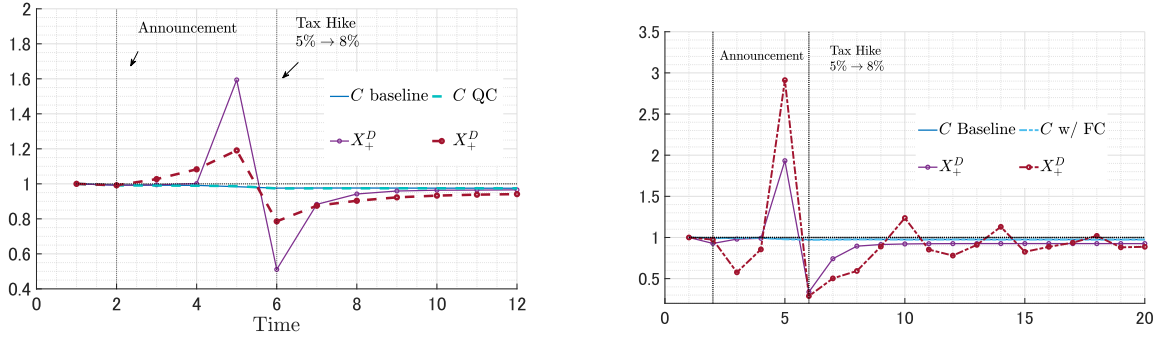 2
1.8
1.6
1.4
1.2
1
0.8
0.6
0.4
0
2
4
6
8
10
12
Time
Announcement
Tax Hike
5% → 8%
C baseline
C QC
X₊ᴰ
X₊ᴰ
3.5
3
2.5
2
1.5
1
0.5
0
5
10
15
20
Announcement
Tax Hike
5% → 8%
C Baseline
C w/ FC
X₊ᴰ
X₊ᴰ